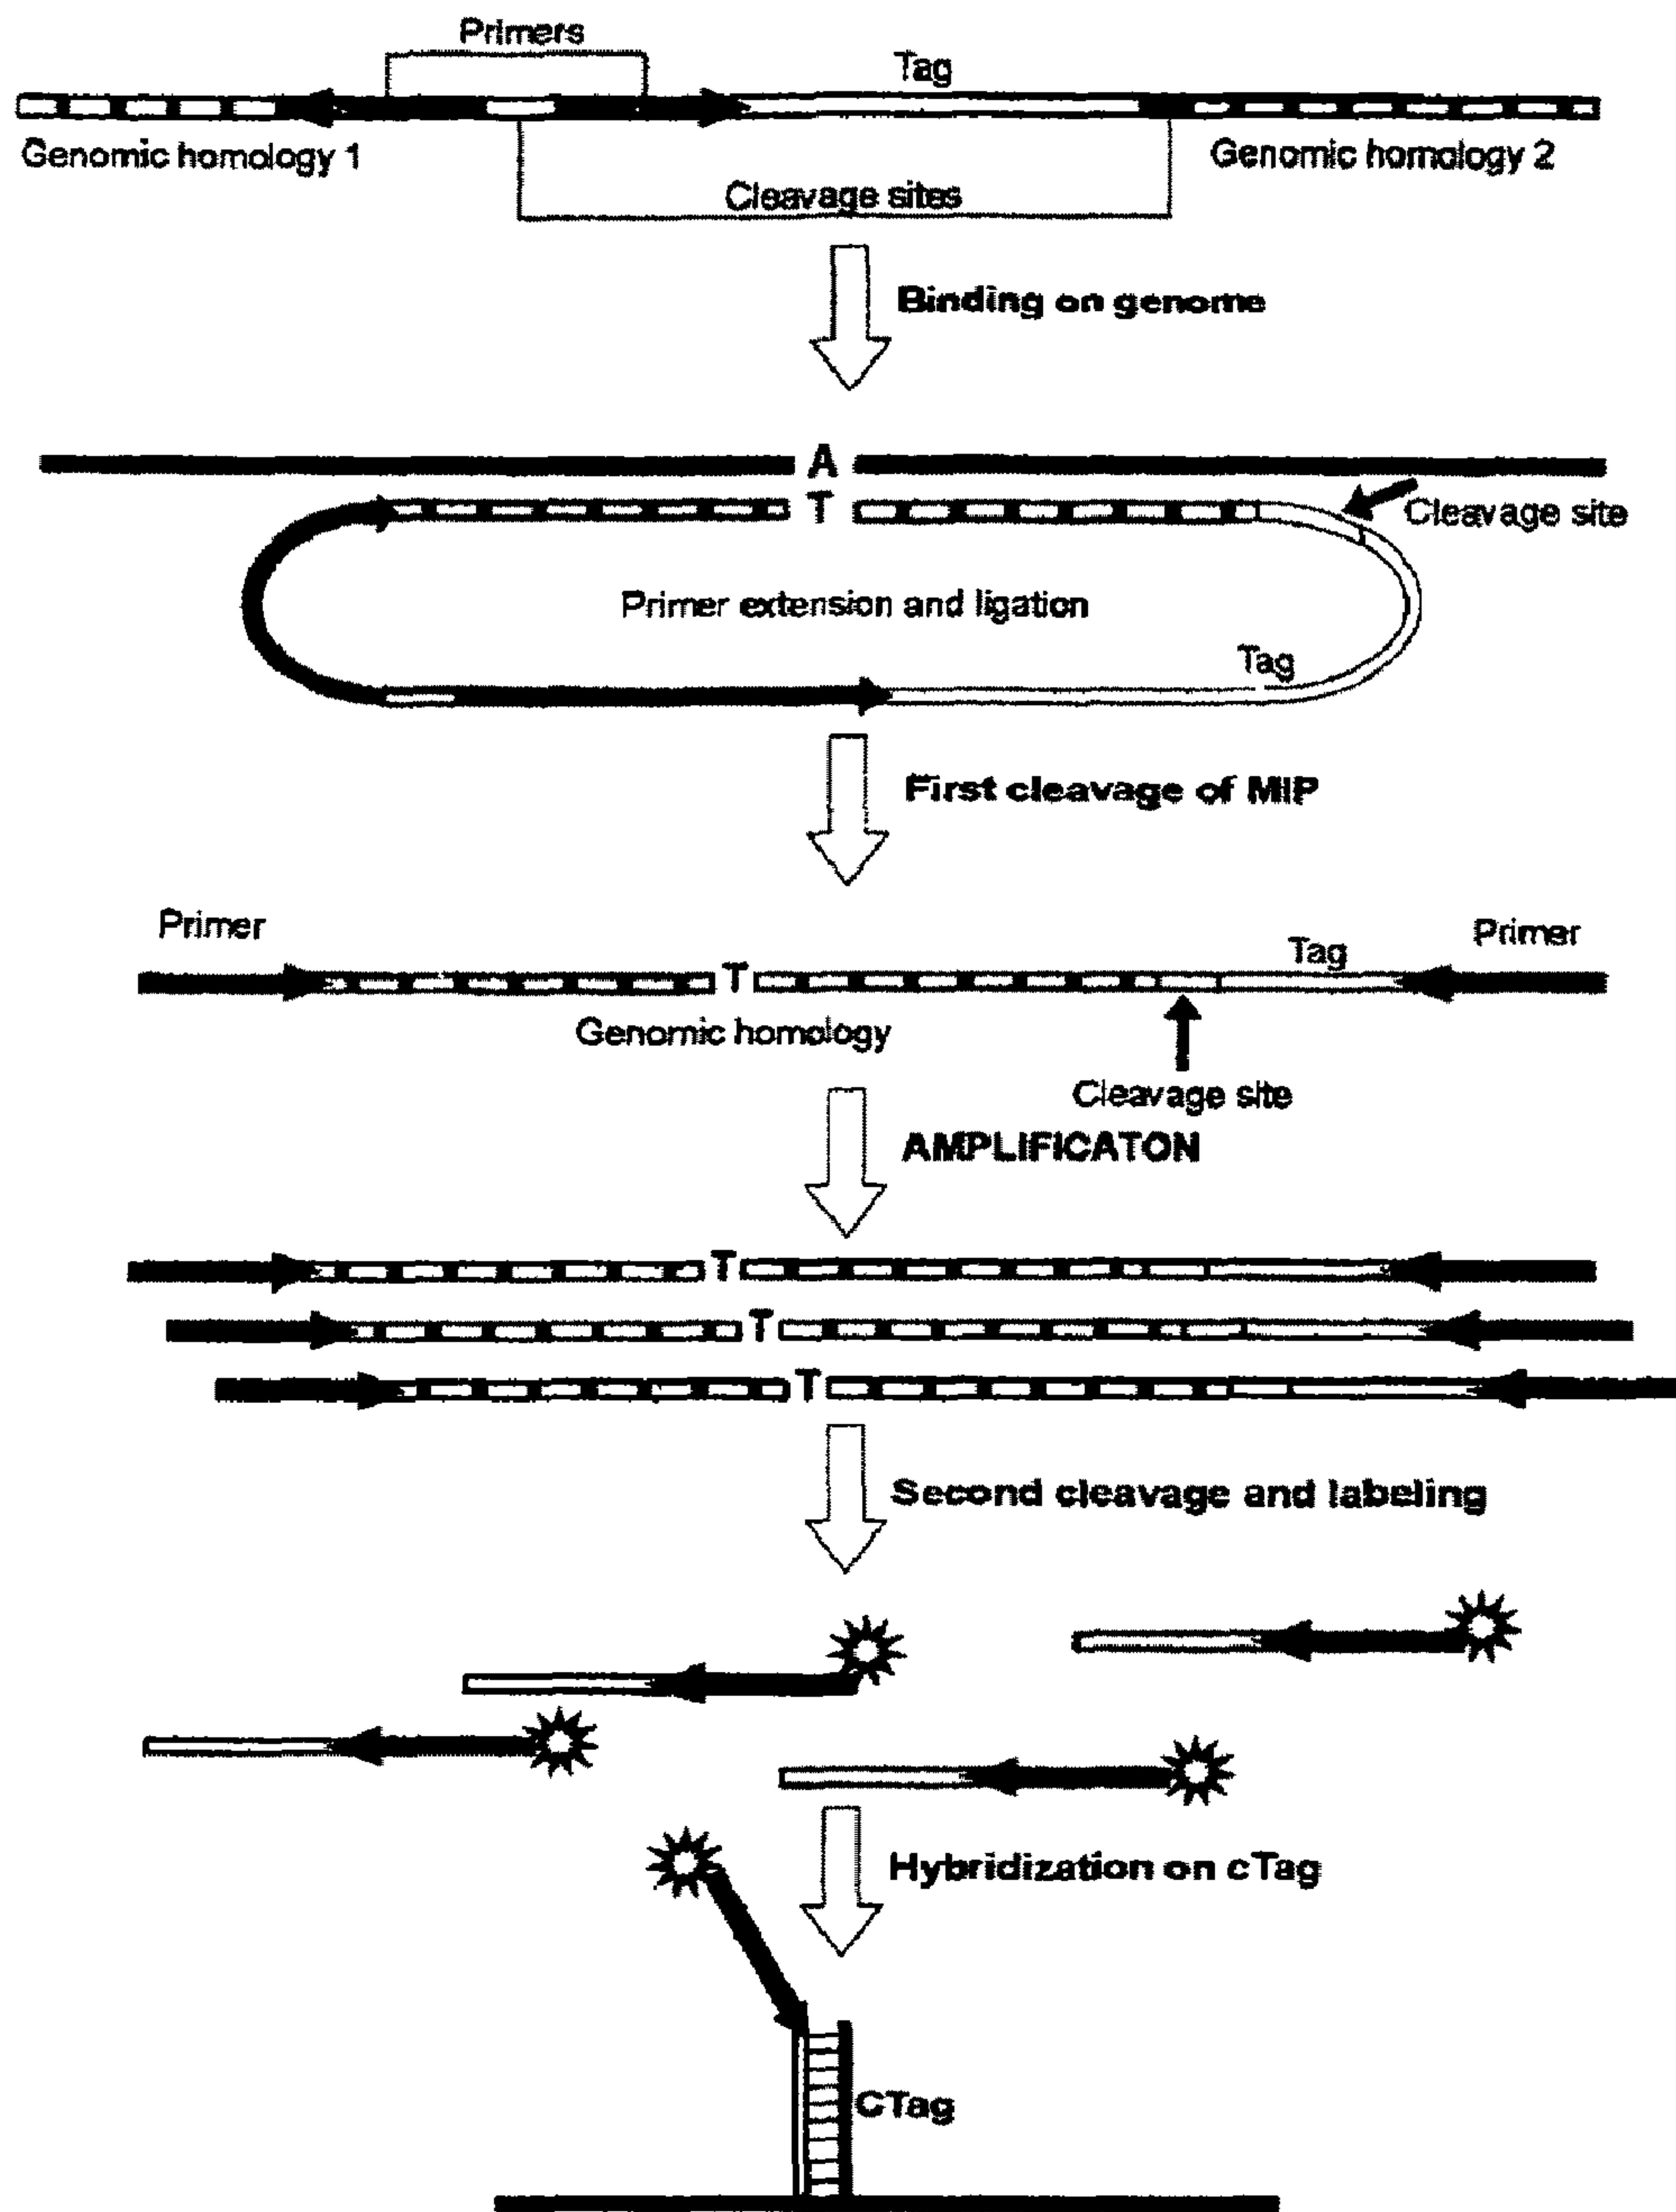 Primers
Tag
Genomic homology 1
Genomic homology 2
Cleavage sites
Binding on genome
A
T
Cleavage site
Primer extension and ligation
Tag
First cleavage of MIP
Primer
Tag
Primer
T
Genomic homology
Cleavage site
AMPLIFICATON
T
T
T
Second cleavage and labeling
Hybridization on cTag
CTag